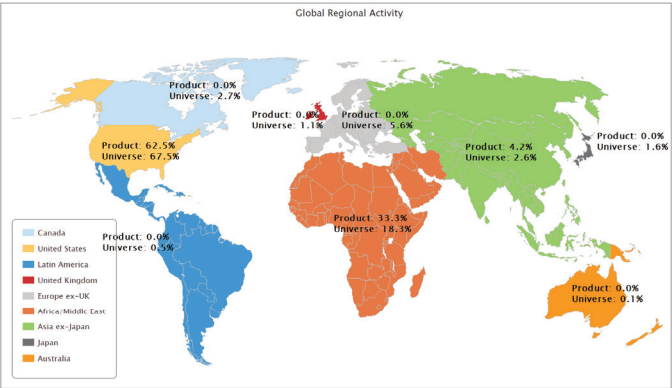 Global Regional Activity
Product: 0.0%
Universe: 2.7%
Product: 0.0%
Universe: 1.1%
Product: 0.0%
Universe: 5.6%
Product: 0.0%
Universe: 1.6%
Product: 62.5%
Universe: 67.5%
Product: 4.2%
Universe: 2.6%
Product: 33.3%
Universe: 18.3%
Product: 0.0%
Universe: 0.5%
Product: 0.0%
Universe: 0.1%
Canada
United States
Latin America
United Kingdom
Europe ex-UK
Africa/Middle East
Asia ex-Japan
Japan
Australia